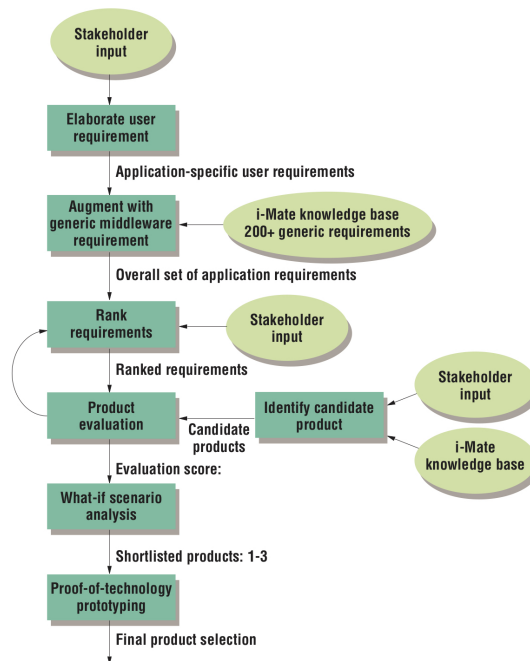 Stakeholder
input
Elaborate user
requirement
Application-specific user requirements
Augment with
generic middleware
requirement
i-Mate knowledge base
200+ generic requirements
Overall set of application requirements
Rank
requirements
Stakeholder
input
Ranked requirements
Product
evaluation
Candidate
products
Identify candidate
product
Stakeholder
input
i-Mate
knowledge base
Evaluation score:
What-if scenario
analysis
Shortlisted products: 1-3
Proof-of-technology
prototyping
Final product selection